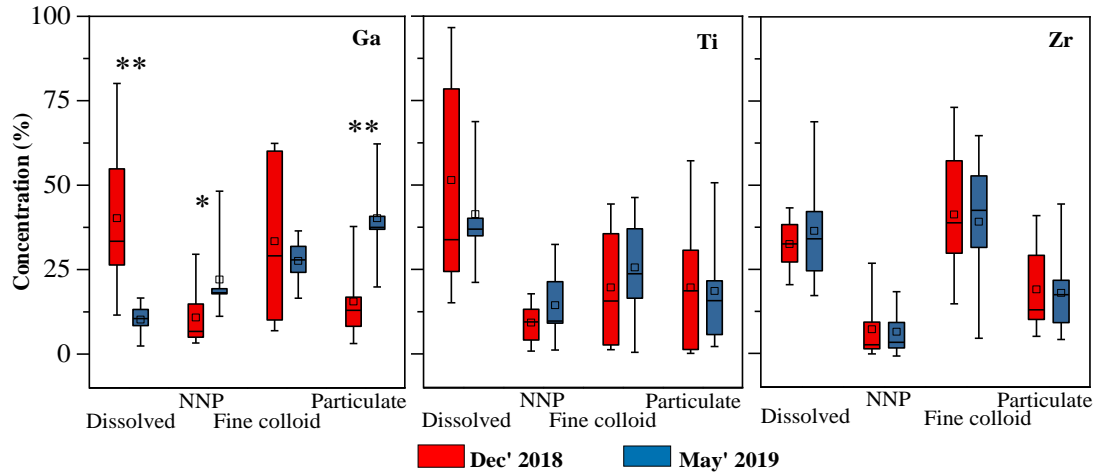 100
75
50
25
0
Concentration (%)
Ga
Ti
Zr
**
*
**
NNP
Particulate
Dissolved
Fine colloid
NNP
Particulate
Dissolved
Fine colloid
Particulate
NNP
Dissolved
Fine colloid
Dec' 2018
May' 2019